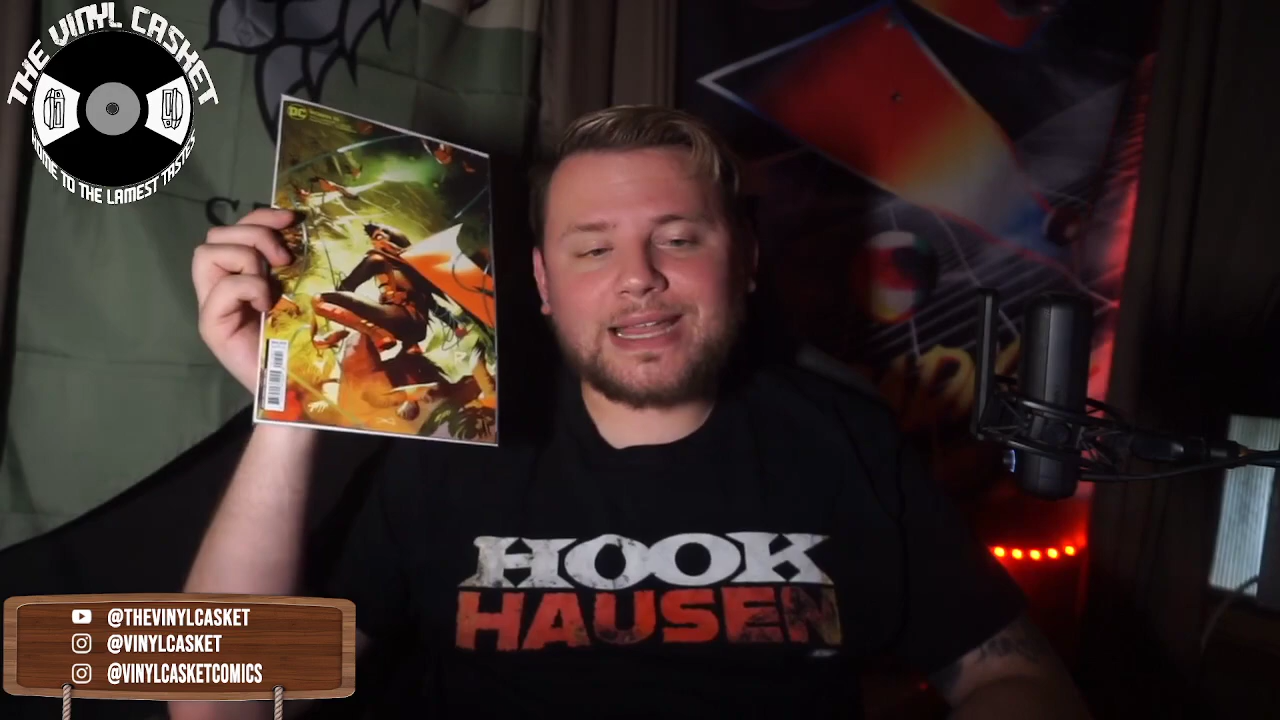 THE VINYL CASKET
HOME TO THE LAMEST TASTES
DC
HOOK
HAUSEN
@THEVINYLCASKET
@VINYLCASKET
@VINYLCASKETCOMICS